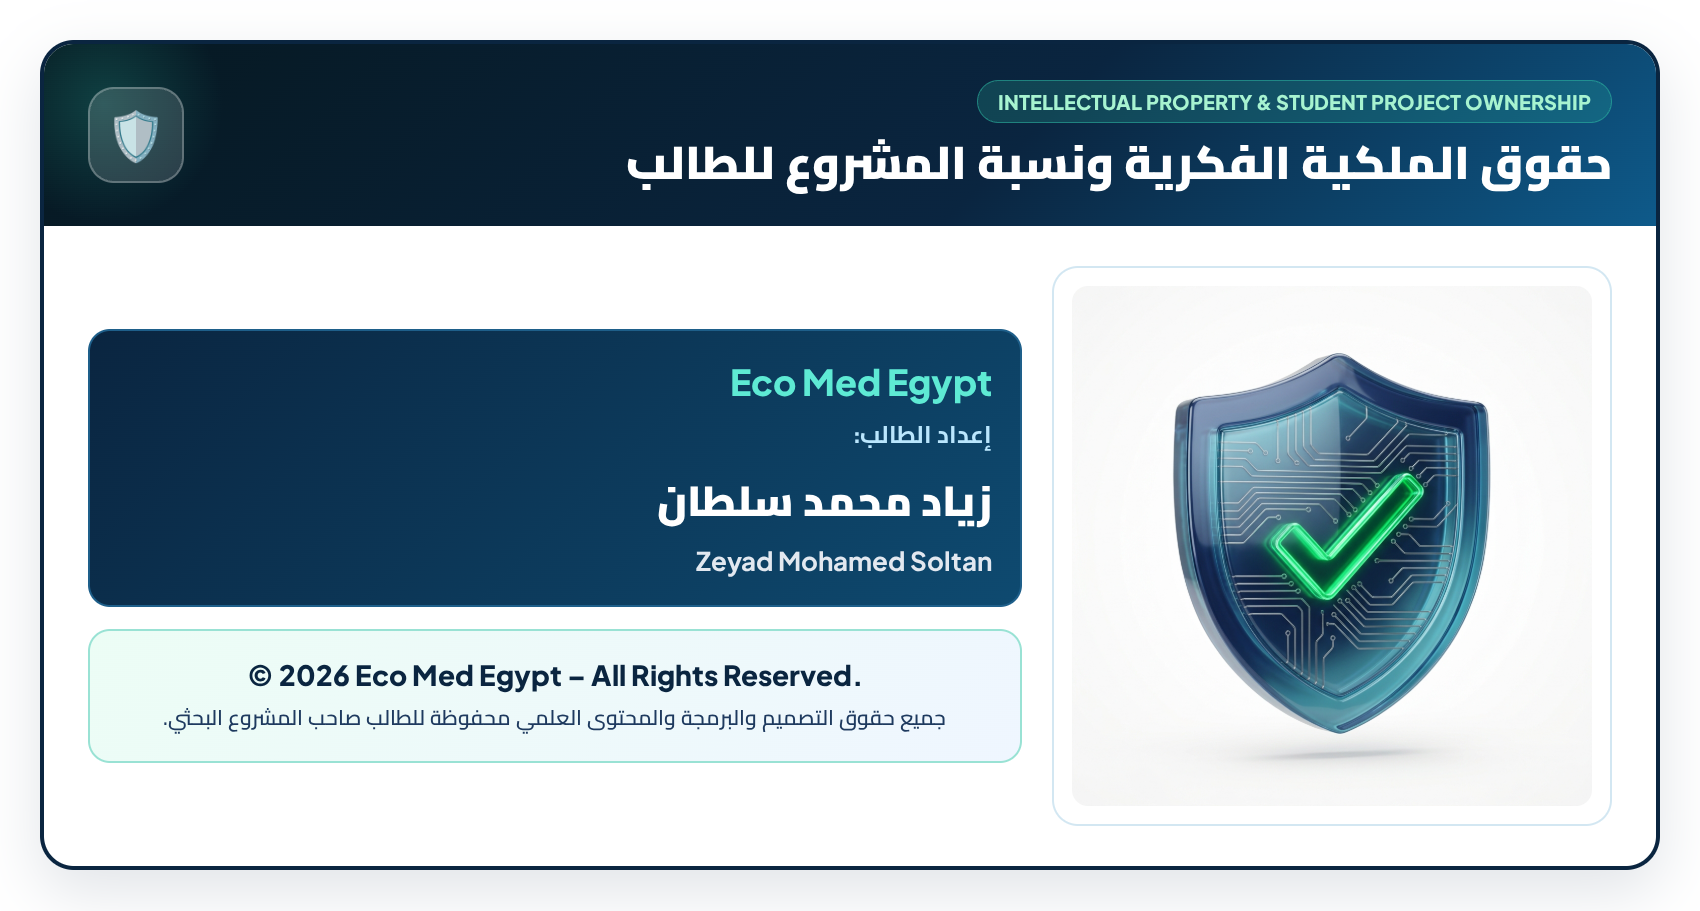 INTELLECTUAL PROPERTY & STUDENT PROJECT OWNERSHIP
حقوق الملكية الفكرية ونسبة المشروع للطالب
Eco Med Egypt
إعداد الطالب:
زياد محمد سلطان
Zeyad Mohamed Soltan
© 2026 Eco Med Egypt – All Rights Reserved.
جميع حقوق التصميم والبرمجة والمحتوى العلمي محفوظة للطالب صاحب المشروع البحثي.